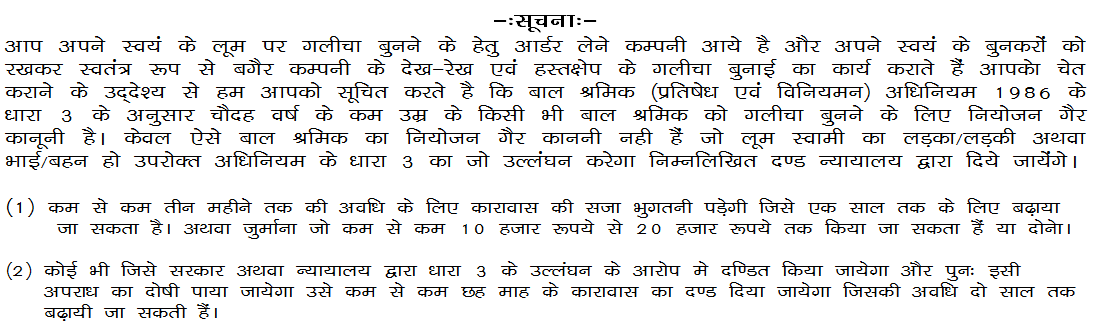 -ःसूचनाः-
आप अपने स्वयं के लूम पर गलीचा बुनने के हेतु आर्डर लेने कम्पनी आये है और अपने स्वयं के बुनकरों को
रखकर स्वतंत्र रूप से बगैर कम्पनी के देख-रेख एवं हस्तक्षेप के गलीचा बुनाई का कार्य कराते हैं आपको चेत
कराने के उद्देश्य से हम आपको सूचित करते है कि बाल श्रमिक (प्रतिषेध एवं विनियमन) अधिनियम 1986 के
धारा 3 के अनुसार चौदह वर्ष के कम उम्र के किसी भी बाल श्रमिक को गलीचा बुनने के लिए नियोजन गैर
कानूनी है। केवल ऐसे बाल श्रमिक का नियोजन गैर काननी नही हैं जो लूम स्वामी का लड़का/लड़की अथवा
भाई/बहन हो उपरोक्त अधिनियम के धारा 3 का जो उल्लंघन करेगा निम्नलिखित दण्ड न्यायालय द्वारा दिये जायेंगे।
(1) कम से कम तीन महीने तक की अवधि के लिए कारावास की सजा भुगतनी पड़ेगी जिसे एक साल तक के लिए बढ़ाया
जा सकता है। अथवा जुर्माना जो कम से कम 10 हजार रूपये से 20 हजार रूपये तक किया जा सकता हैं या दोनो।
(2) कोई भी जिसे सरकार अथवा न्यायालय द्वारा धारा 3 के उल्लंघन के आरोप मे दण्डित किया जायेगा और पुनः इसी
अपराध का दोषी पाया जायेगा उसे कम से कम छह माह के कारावास का दण्ड दिया जायेगा जिसकी अवधि दो साल तक
बढ़ायी जा सकती हैं।